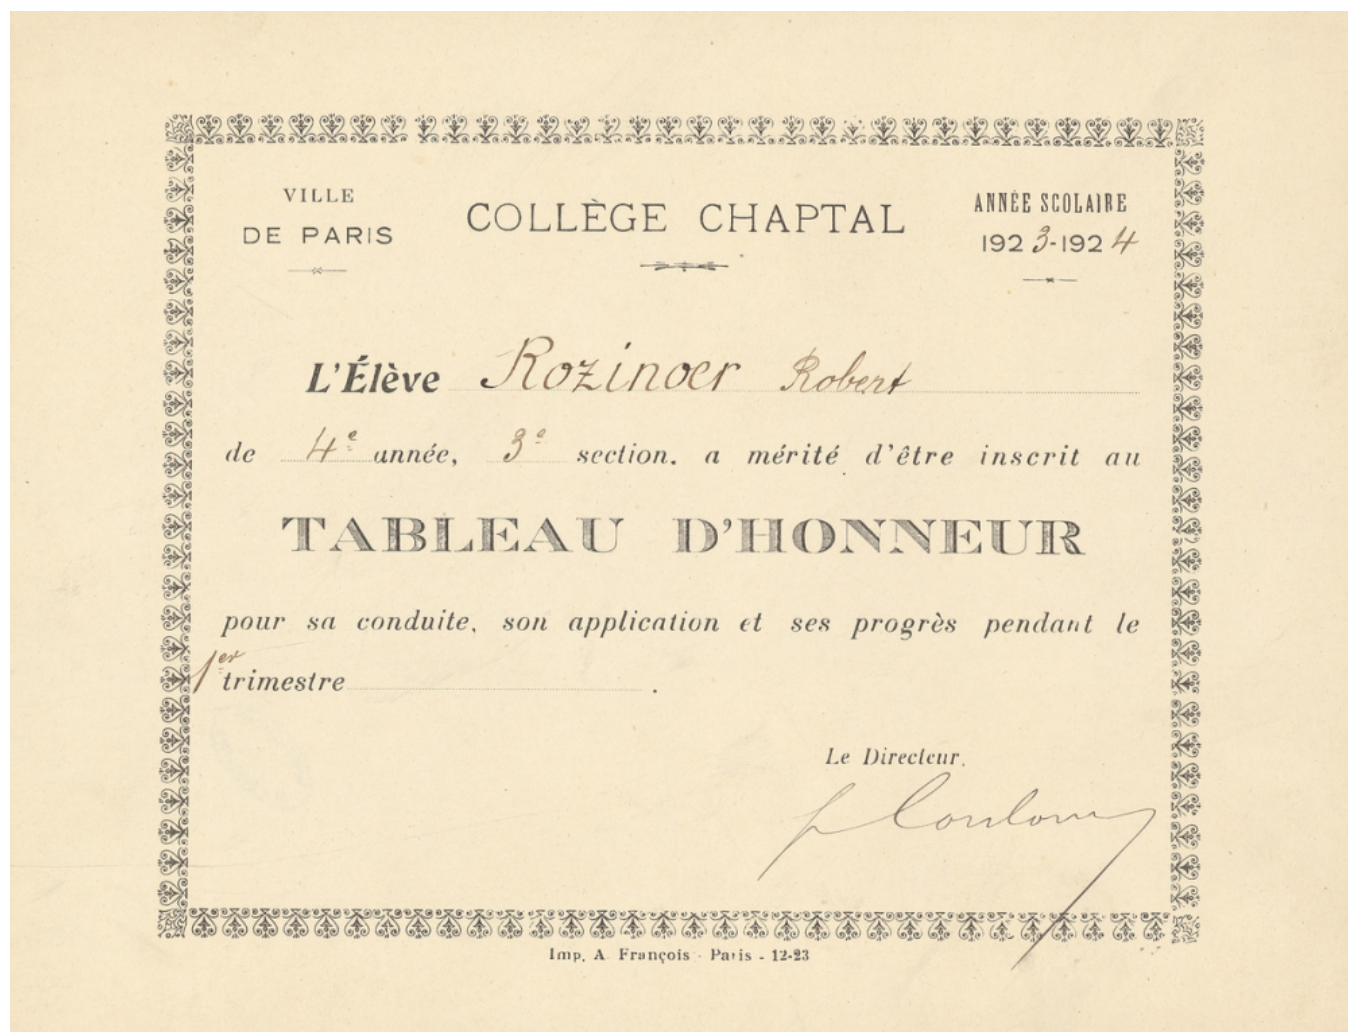 VILLE
DE PARIS
COLLÈGE CHAPTAL
ANNÉE SCOLAIRE
1923-1924
L'Élève Rozinoer Robert
de 4e année, 3e section. a mérité d'être inscrit au
TABLEAU D'HONNEUR
pour sa conduite, son application et ses progrès pendant le
1er trimestre .
Le Directeur,
Imp. A. François - Paris - 12-23